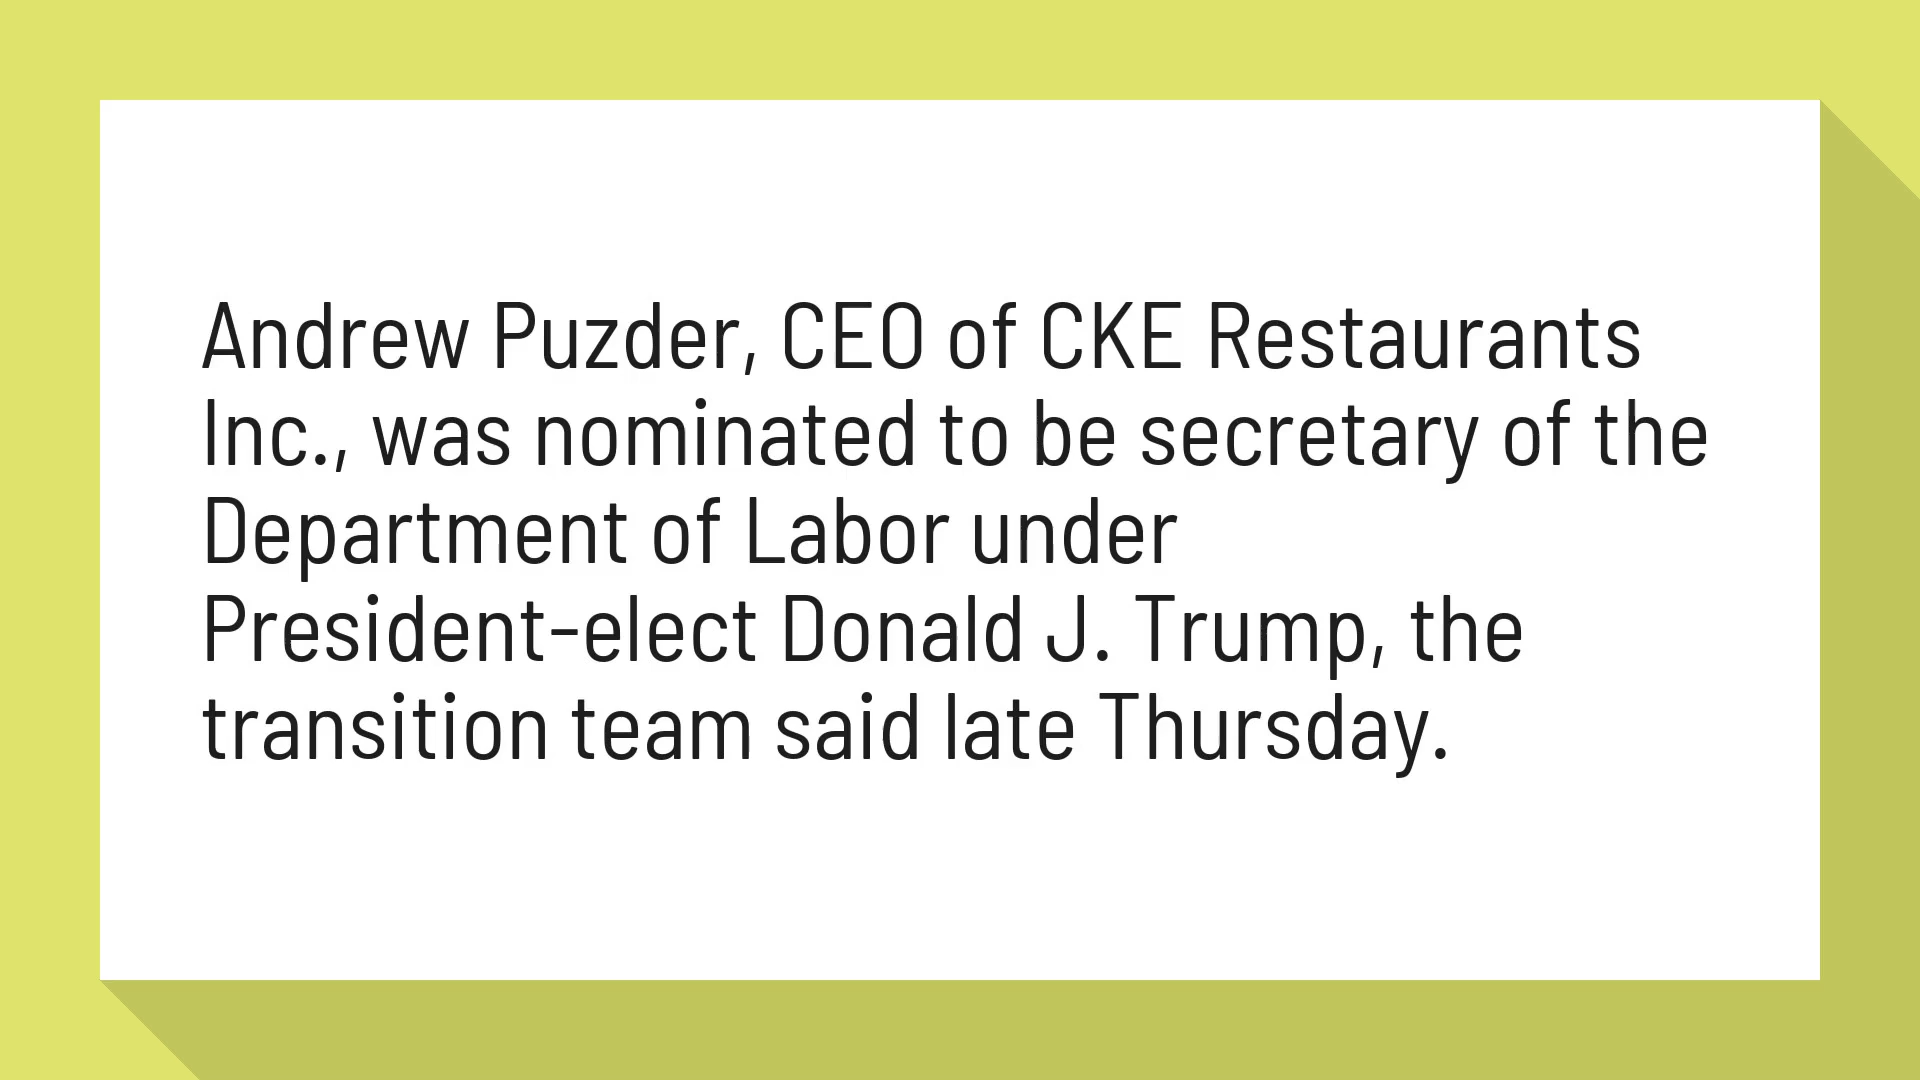 Andrew Puzder, CEO of CKE Restaurants
Inc., was nominated to be secretary of the
Department of Labor under
President-elect Donald J. Trump, the
transition team said late Thursday.